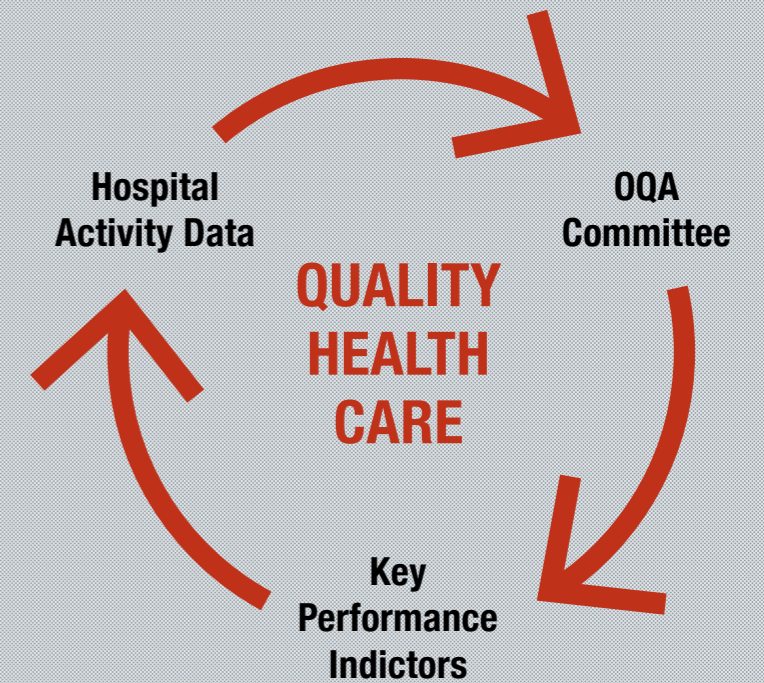 Hospital
Activity Data
OQA
Committee
QUALITY
HEALTH
CARE
Key
Performance
Indictors